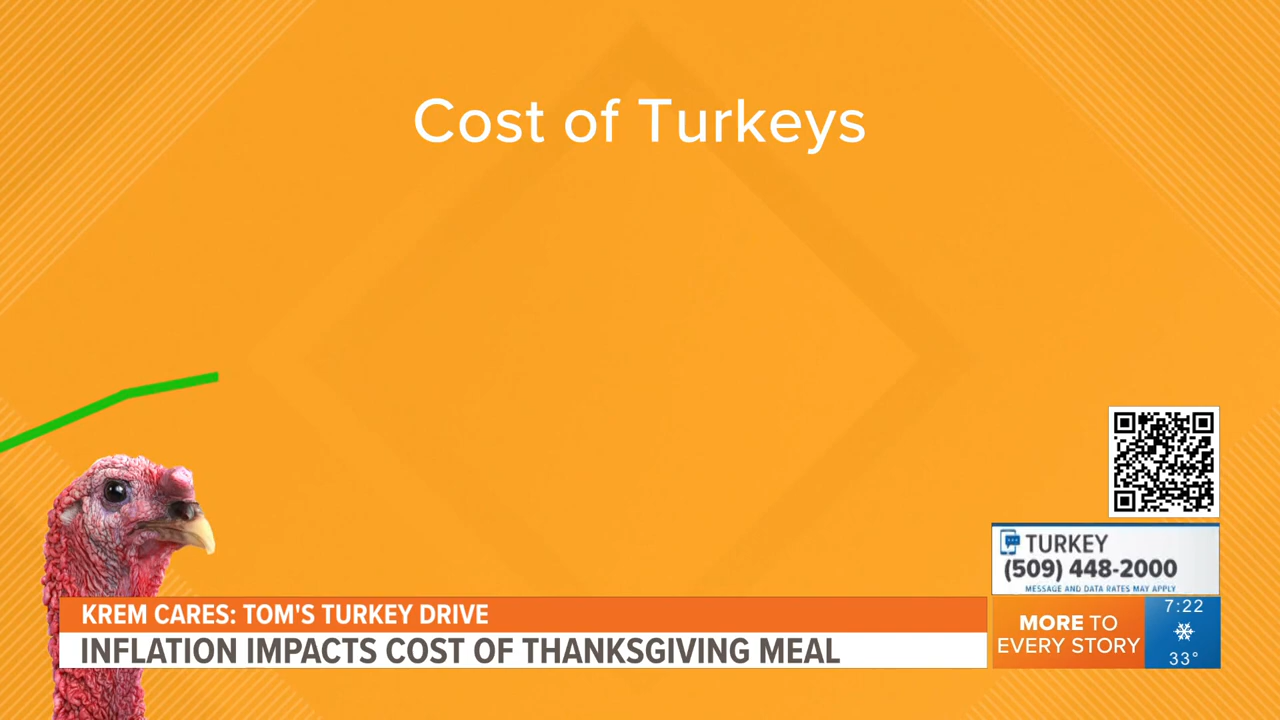 Cost of Turkeys
TURKEY
(509) 448-2000
MESSAGE AND DATA RATES MAY APPLY
KREM CARES: TOM'S TURKEY DRIVE
INFLATION IMPACTS COST OF THANKSGIVING MEAL
MORE TO
EVERY STORY
7:22
33°